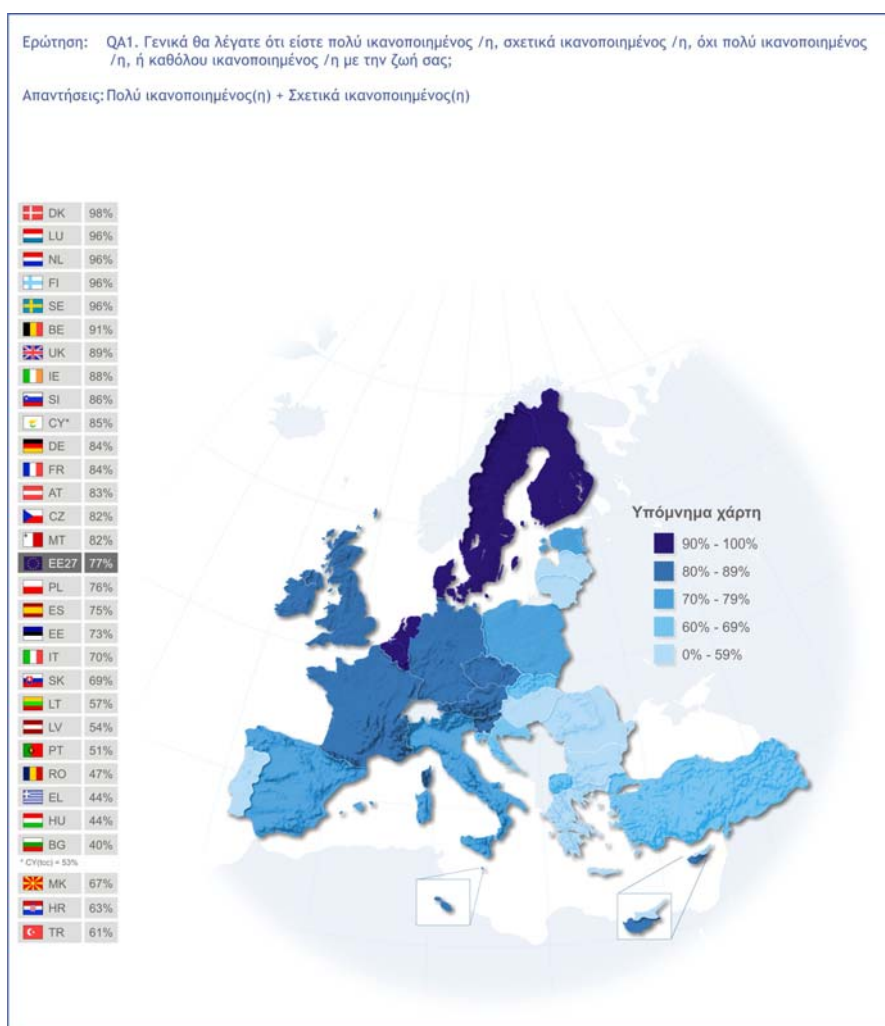 Ερώτηση: QA1. Γενικά θα λέγατε ότι είστε πολύ ικανοποιημένος /η, σχετικά ικανοποιημένος /η, όχι πολύ ικανοποιημένος
/η, ή καθόλου ικανοποιημένος /η με την ζωή σας;
Απαντήσεις: Πολύ ικανοποιημένος(η) + Σχετικά ικανοποιημένος(η)
DK 98%
LU 96%
NL 96%
FI 96%
SE 96%
BE 91%
UK 89%
IE 88%
SI 86%
CY* 85%
DE 84%
FR 84%
AT 83%
CZ 82%
MT 82%
EE27 77%
PL 76%
ES 75%
EE 73%
IT 70%
SK 69%
LT 57%
LV 54%
PT 51%
RO 47%
EL 44%
HU 44%
BG 40%
* CY(tcc) = 53%
MK 67%
HR 63%
TR 61%
Υπόμνημα χάρτη
90% - 100%
80% - 89%
70% - 79%
60% - 69%
0% - 59%